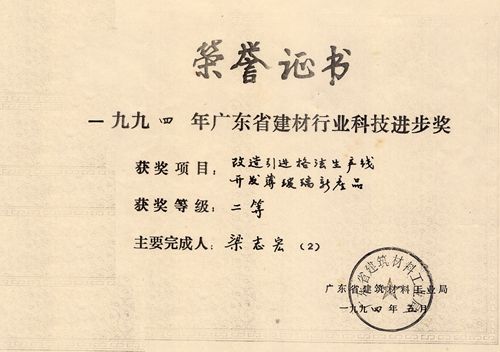 荣誉证书
一九九四年广东省建材行业科技进步奖
获奖项目：改造引进格法生产线
开发薄玻璃新产品
获奖等级：二等
主要完成人：梁志宏（2）
广东省建筑材料工业局
一九九四年五月